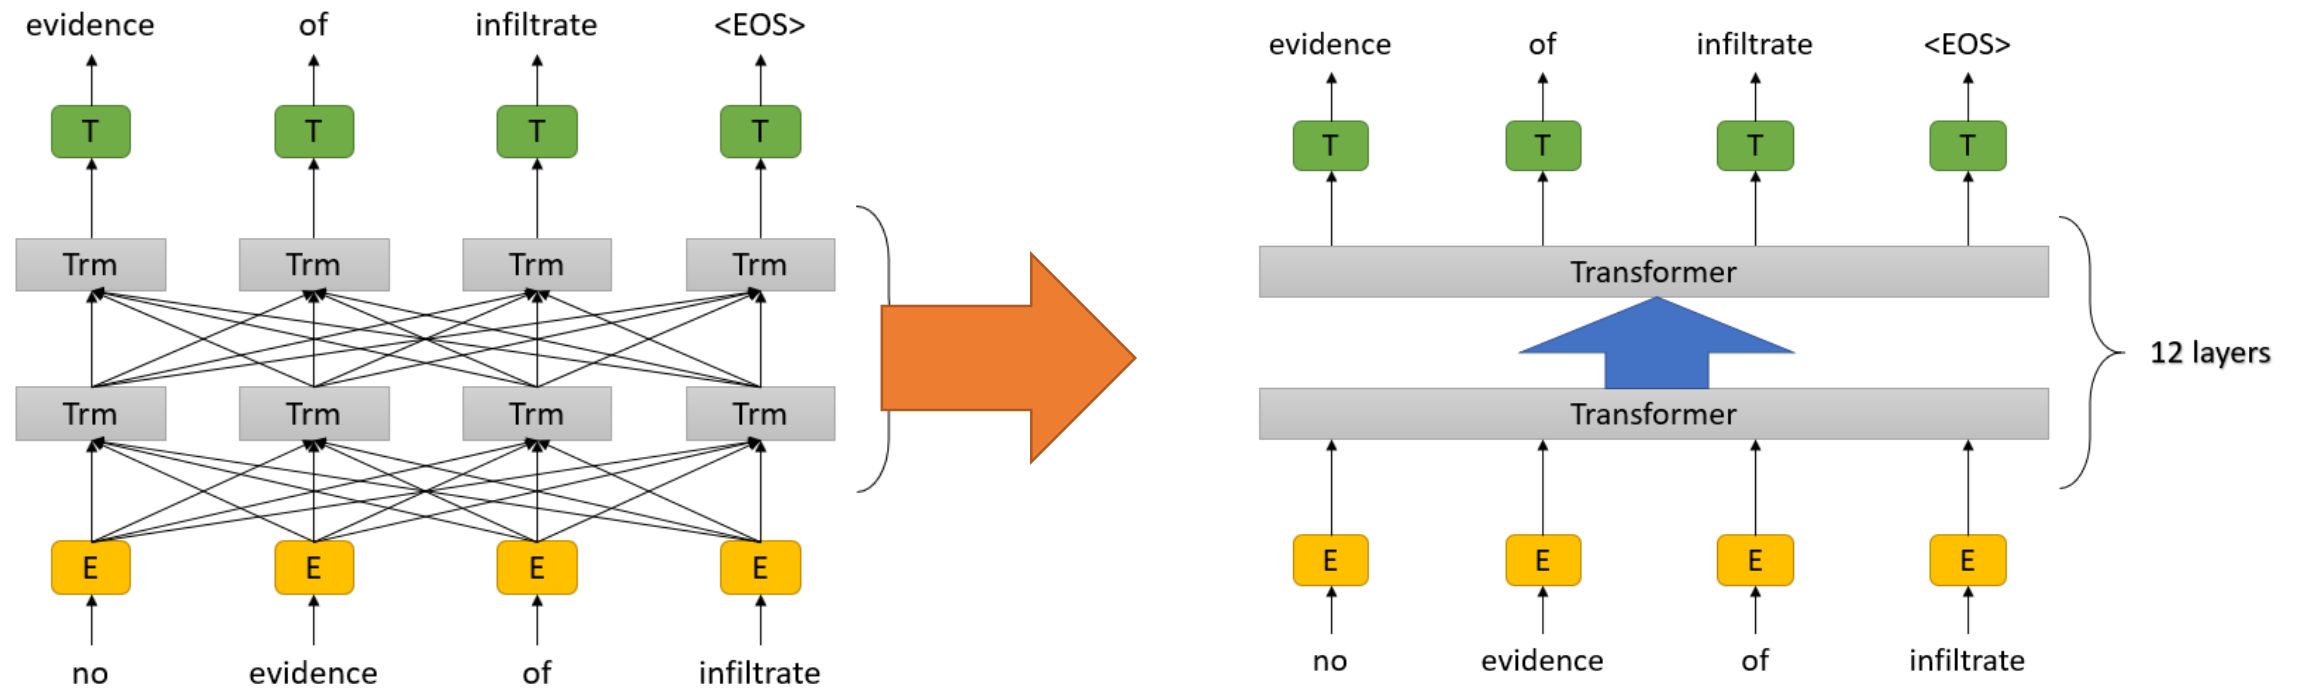 evidence of infiltrate <EOS>
T T T T
Trm Trm Trm Trm
Trm Trm Trm Trm
E E E E
no evidence of infiltrate
evidence of infiltrate <EOS>
T T T T
Transformer
12 layers
Transformer
E E E E
no evidence of infiltrate